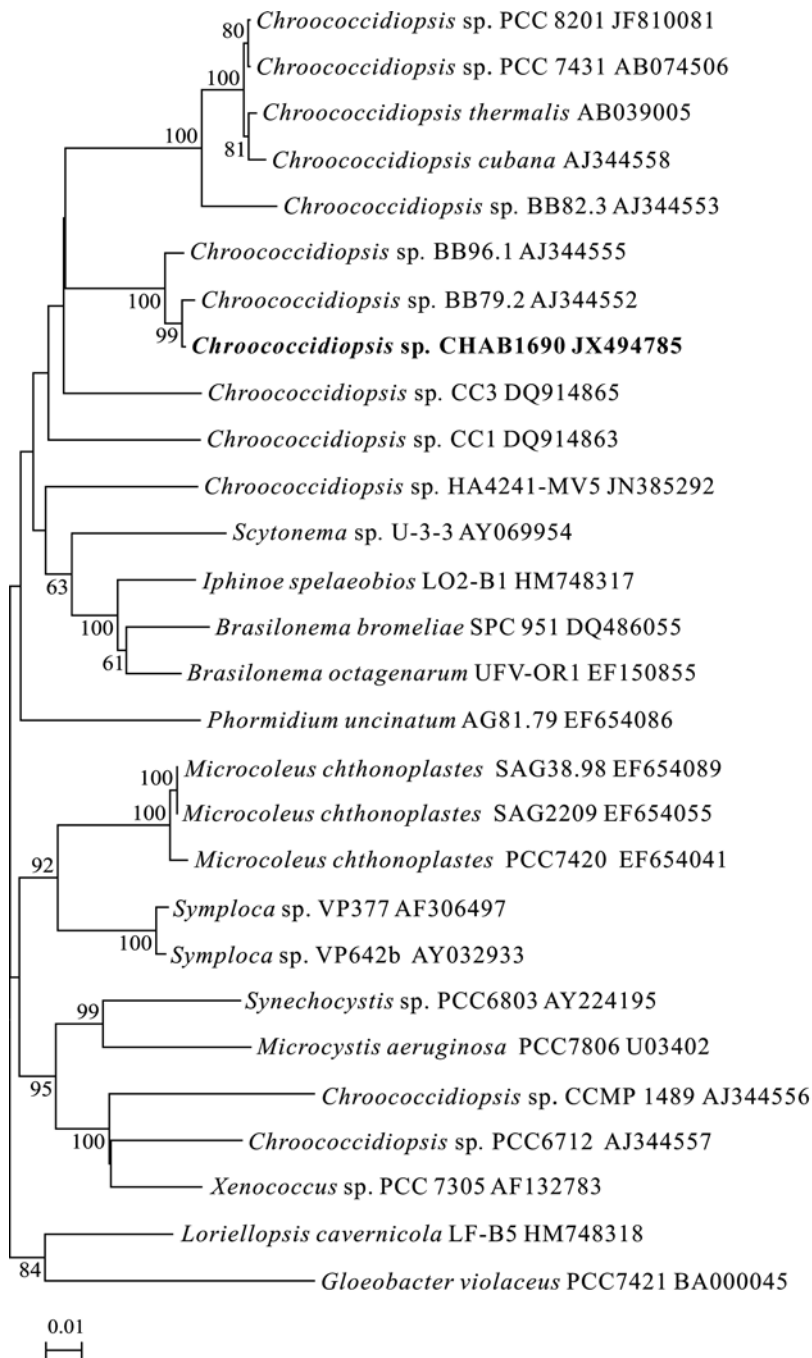 80
Chroococcidiopsis sp. PCC 8201 JF810081
Chroococcidiopsis sp. PCC 7431 AB074506
100
Chroococcidiopsis thermalis AB039005
100
81
Chroococcidiopsis cubana AJ344558
Chroococcidiopsis sp. BB82.3 AJ344553
Chroococcidiopsis sp. BB96.1 AJ344555
100
Chroococcidiopsis sp. BB79.2 AJ344552
99
Chroococcidiopsis sp. CHAB1690 JX494785
Chroococcidiopsis sp. CC3 DQ914865
Chroococcidiopsis sp. CC1 DQ914863
Chroococcidiopsis sp. HA4241-MV5 JN385292
Scytonema sp. U-3-3 AY069954
63
Iphinoe spelaeobios LO2-B1 HM748317
100
Brasilonema bromeliae SPC 951 DQ486055
61
Brasilonema octagenarum UFV-OR1 EF150855
Phormidium uncinatum AG81.79 EF654086
100
Microcoleus chthonoplastes SAG38.98 EF654089
100
Microcoleus chthonoplastes SAG2209 EF654055
92
Microcoleus chthonoplastes PCC7420 EF654041
Symploca sp. VP377 AF306497
100
Symploca sp. VP642b AY032933
99
Synechocystis sp. PCC6803 AY224195
Microcystis aeruginosa PCC7806 U03402
95
Chroococcidiopsis sp. CCMP 1489 AJ344556
100
Chroococcidiopsis sp. PCC6712 AJ344557
Xenococcus sp. PCC 7305 AF132783
Loriellopsis cavernicola LF-B5 HM748318
84
Gloeobacter violaceus PCC7421 BA000045
0.01